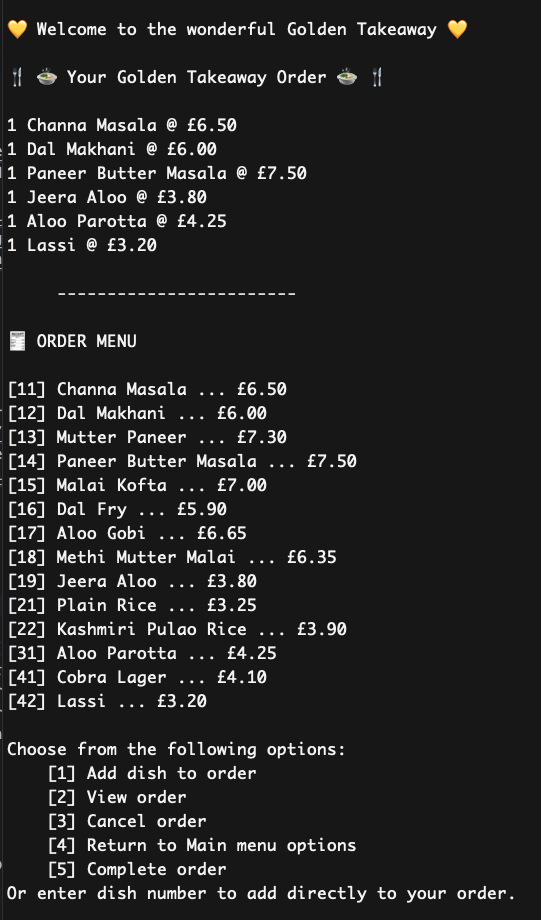 💛 Welcome to the wonderful Golden Takeaway 💛
🍴 🍲 Your Golden Takeaway Order 🍲 🍴
1 Channa Masala @ £6.50
1 Dal Makhani @ £6.00
1 Paneer Butter Masala @ £7.50
1 Jeera Aloo @ £3.80
1 Aloo Parotta @ £4.25
1 Lassi @ £3.20
------------------------
🧾 ORDER MENU
[11] Channa Masala ... £6.50
[12] Dal Makhani ... £6.00
[13] Mutter Paneer ... £7.30
[14] Paneer Butter Masala ... £7.50
[15] Malai Kofta ... £7.00
[16] Dal Fry ... £5.90
[17] Aloo Gobi ... £6.65
[18] Methi Mutter Malai ... £6.35
[19] Jeera Aloo ... £3.80
[21] Plain Rice ... £3.25
[22] Kashmiri Pulao Rice ... £3.90
[31] Aloo Parotta ... £4.25
[41] Cobra Lager ... £4.10
[42] Lassi ... £3.20
Choose from the following options:
[1] Add dish to order
[2] View order
[3] Cancel order
[4] Return to Main menu options
[5] Complete order
Or enter dish number to add directly to your order.